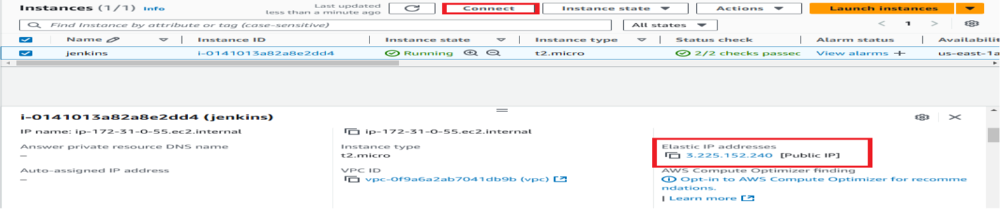 Instances (1/1) Info
Last updated
less than a minute ago
Connect
Instance state
Actions
Launch instances
Find Instance by attribute or tag (case-sensitive)
All states
< 1 >
Name
Instance ID
Instance state
Instance type
Status check
Alarm status
Availabilit
jenkins
i-0141013a82a8e2dd4
Running
t2.micro
2/2 checks passec
View alarms +
us-east-1a
i-0141013a82a8e2dd4 (jenkins)
IP name: ip-172-31-0-55.ec2.internal
Answer private resource DNS name
–
Auto-assigned IP address
–
ip-172-31-0-55.ec2.internal
Instance type
t2.micro
VPC ID
vpc-0f9a6a2ab7041db9b (vpc)
Elastic IP addresses
3.225.152.240 [Public IP]
AWS Compute Optimizer finding
Opt-in to AWS Compute Optimizer for recomme
ndations.
| Learn more